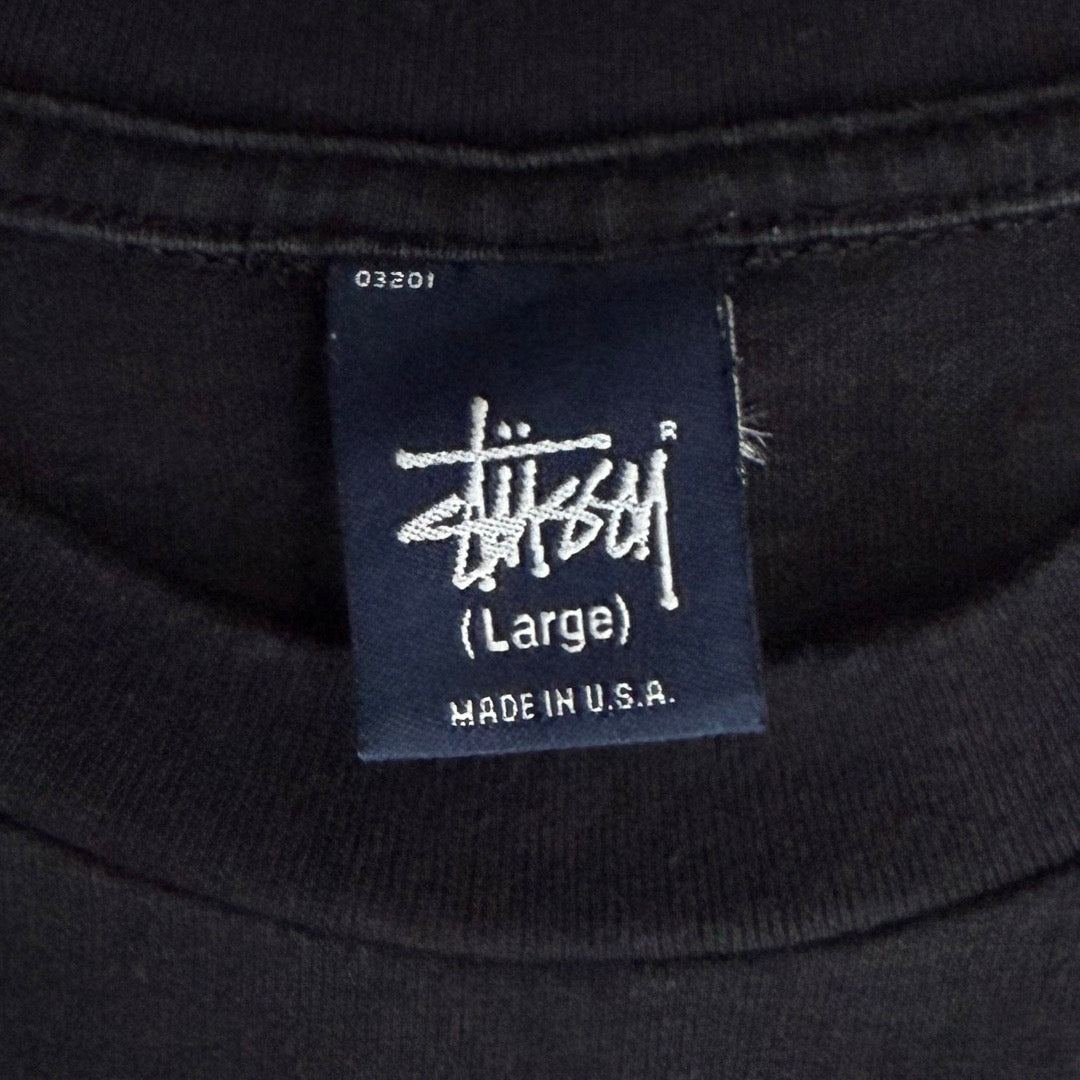 03201
Stüssy
R
(Large)
MADE IN U.S.A.